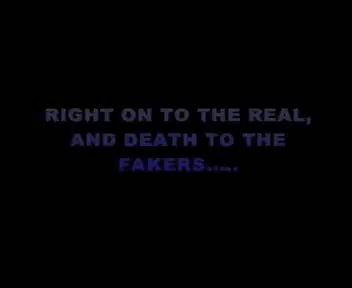 RIGHT ON TO THE REAL,
AND DEATH TO THE
FAKERS.....